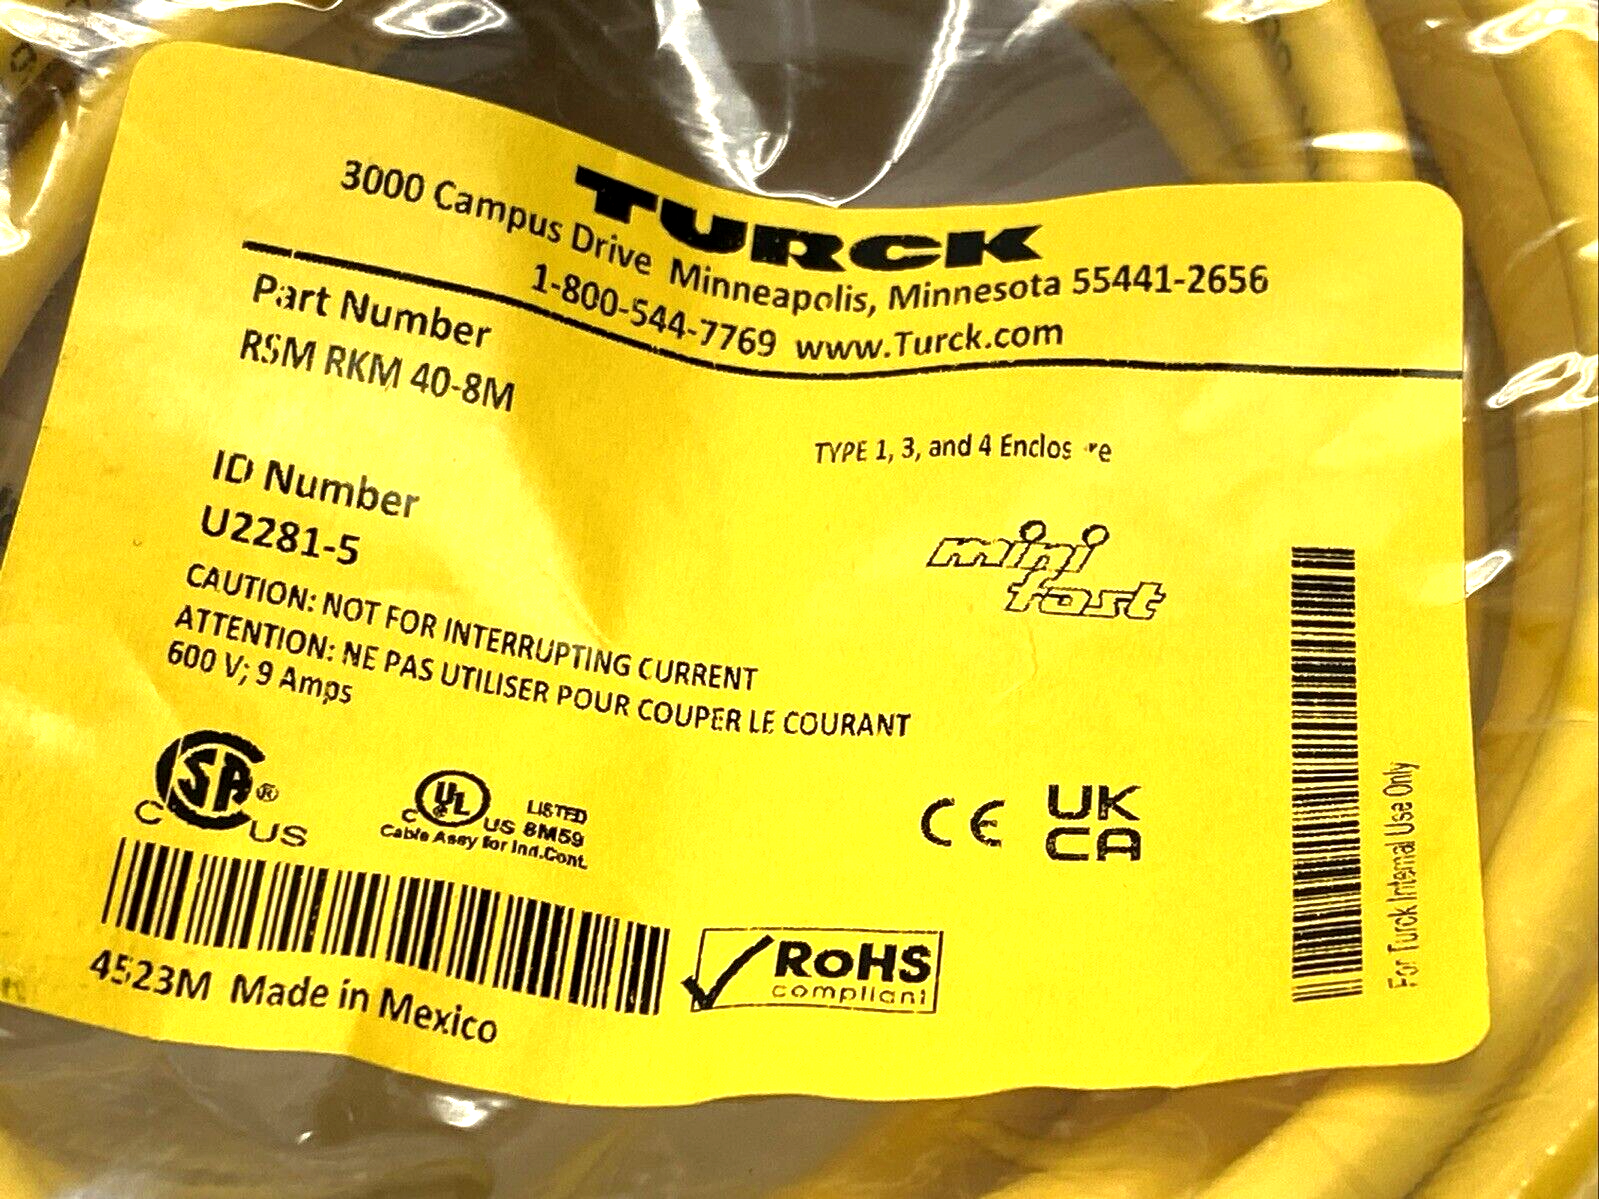 TURCK
3000 Campus Drive Minneapolis, Minnesota 55441-2656
1-800-544-7769 www.Turck.com
Part Number
RSM RKM 40-8M
TYPE 1, 3, and 4 Enclos re
ID Number
U2281-5
mini
fast
CAUTION: NOT FOR INTERRUPTING CURRENT
ATTENTION: NE PAS UTILISER POUR COUPER LE COURANT
600 V; 9 Amps
CSA®
C US
C UL US LISTED
8M59
Cable Assy for Ind.Cont.
CE
UK
CA
RoHS
compliant
4523M Made in Mexico
For Turck Internal Use Only